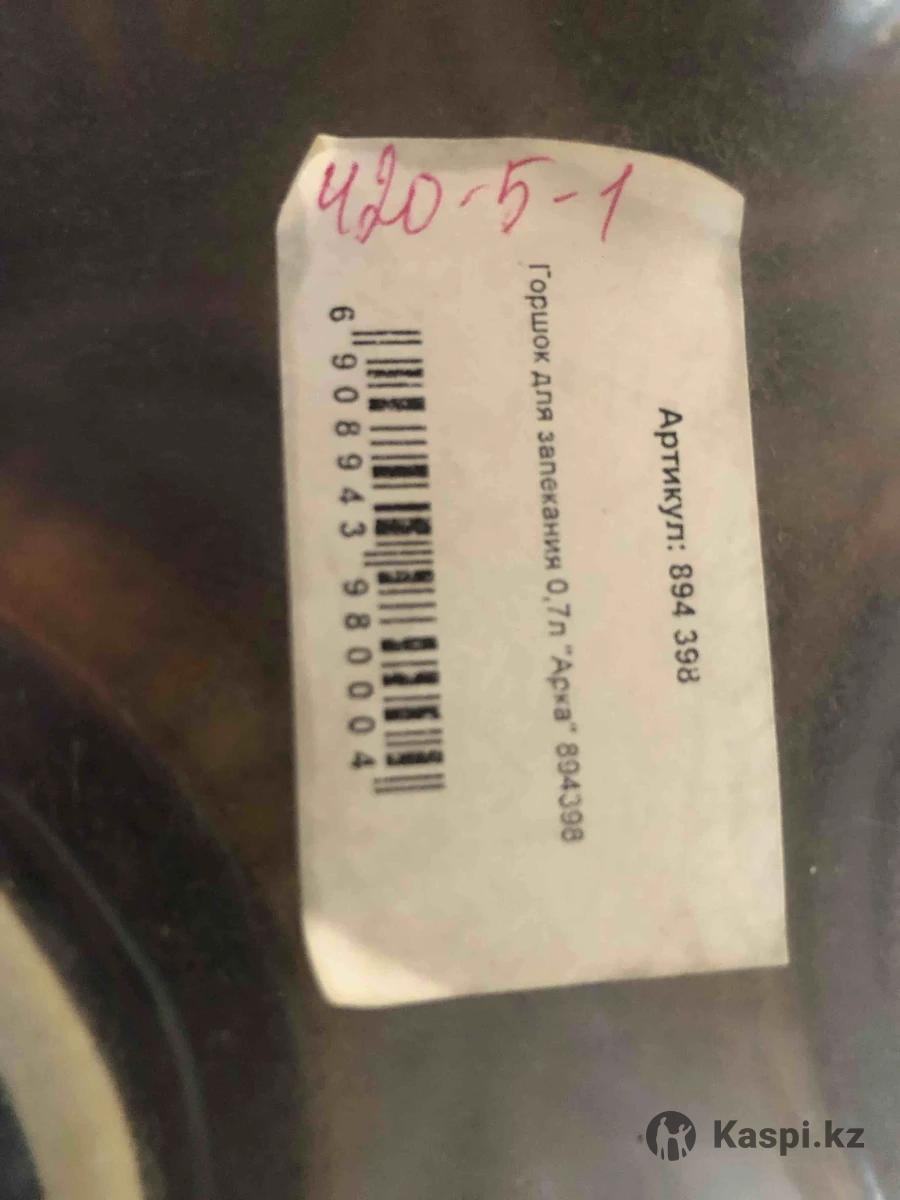 420-5-1
Артикул: 894 398
Горшок для запекания 0,7л "Арка" 894398
6 908943 980004
Kaspi.kz